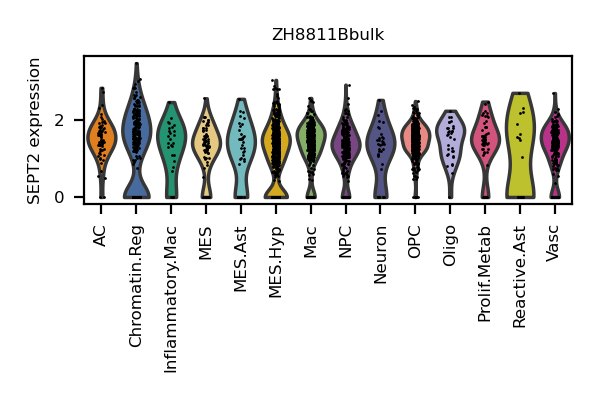 ZH8811Bbulk
SEPT2 expression
2
0
AC
Chromatin.Reg
Inflammatory.Mac
MES
MES.Ast
MES.Hyp
Mac
NPC
Neuron
OPC
Oligo
Prolif.Metab
Reactive.Ast
Vasc